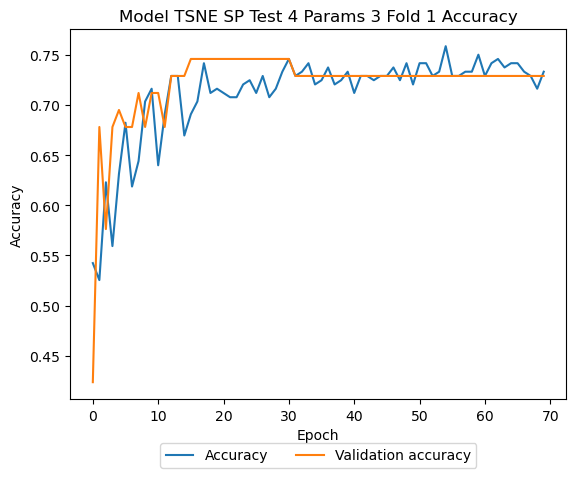 Model TSNE SP Test 4 Params 3 Fold 1 Accuracy
Accuracy
0.75
0.70
0.65
0.60
0.55
0.50
0.45
0 10 20 30 40 50 60 70
Epoch
Accuracy Validation accuracy